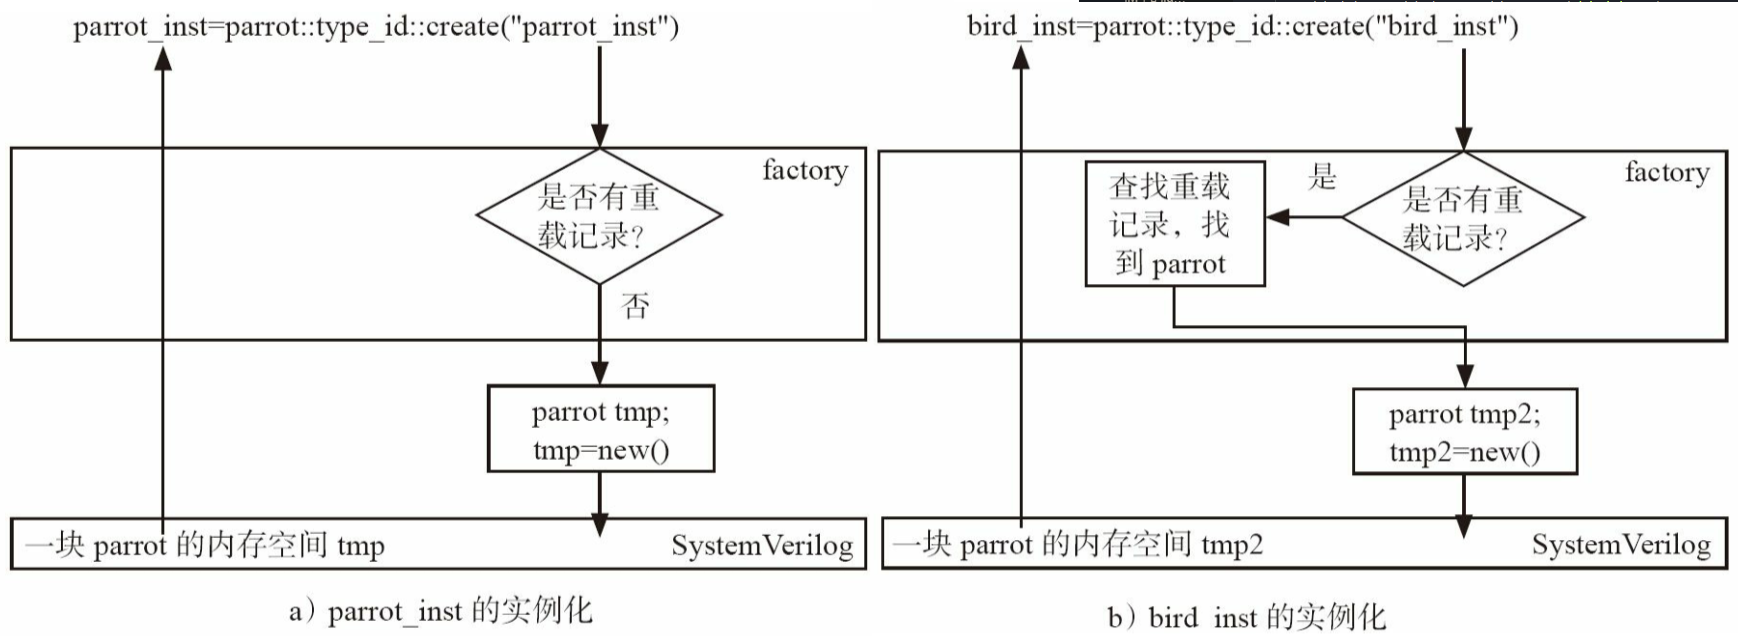 parrot_inst=parrot::type_id::create("parrot_inst")
factory
是否有重
载记录?
否
parrot tmp;
tmp=new()
一块 parrot 的内存空间 tmp
SystemVerilog
a) parrot_inst 的实例化
bird_inst=parrot::type_id::create("bird_inst")
factory
是否有重
载记录?
是
查找重载
记录，找
到 parrot
parrot tmp2;
tmp2=new()
一块 parrot 的内存空间 tmp2
SystemVerilog
b) bird_inst 的实例化